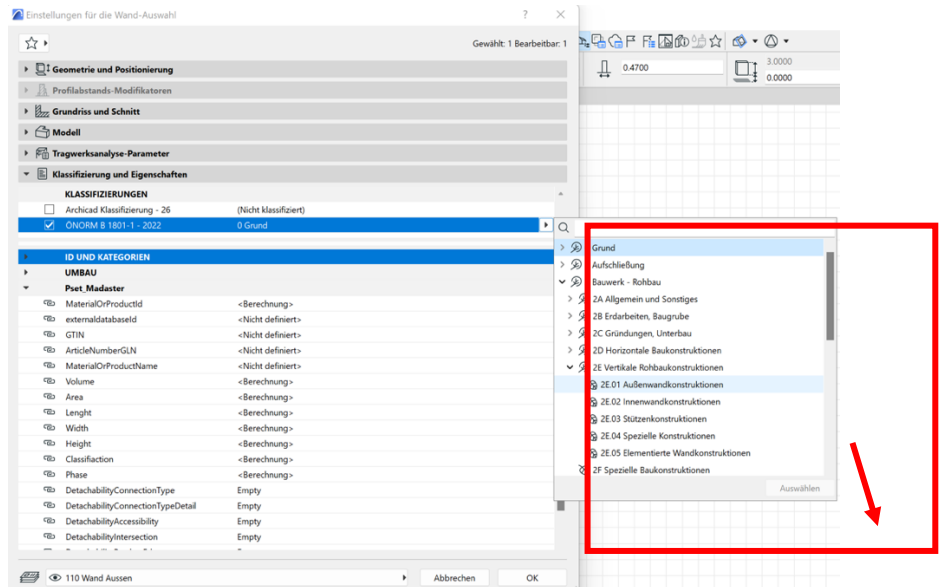 Einstellungen für die Wand-Auswahl
Gewählt: 1 Bearbeitbar: 1
Geometrie und Positionierung
Profilabstands-Modifikatoren
Grundriss und Schnitt
Modell
Tragwerksanalyse-Parameter
Klassifizierung und Eigenschaften
KLASSIFIZIERUNGEN
Archicad Klassifizierung - 26 (Nicht klassifiziert)
ÖNORM B 1801-1 - 2022 0 Grund
ID UND KATEGORIEN
UMBAU
Pset_Madaster
MaterialOrProductId <Berechnung>
externaldatabaseId <Nicht definiert>
GTIN <Nicht definiert>
ArticleNumberGLN <Nicht definiert>
MaterialOrProductName <Nicht definiert>
Volume <Berechnung>
Area <Berechnung>
Lenght <Berechnung>
Width <Berechnung>
Height <Berechnung>
Classifiaction <Berechnung>
Phase <Berechnung>
DetachabilityConnectionType Empty
DetachabilityConnectionTypeDetail Empty
DetachabilityAccessibility Empty
DetachabilityIntersection Empty
110 Wand Aussen
Abbrechen
OK
0.4700
3.0000
0.0000
Grund
Aufschließung
Bauwerk - Rohbau
2A Allgemein und Sonstiges
2B Erdarbeiten, Baugrube
2C Gründungen, Unterbau
2D Horizontale Baukonstruktionen
2E Vertikale Rohbaukonstruktionen
2E.01 Außenwandkonstruktionen
2E.02 Innenwandkonstruktionen
2E.03 Stützenkonstruktionen
2E.04 Spezielle Konstruktionen
2E.05 Elementierte Wandkonstruktionen
2F Spezielle Baukonstruktionen
Auswählen